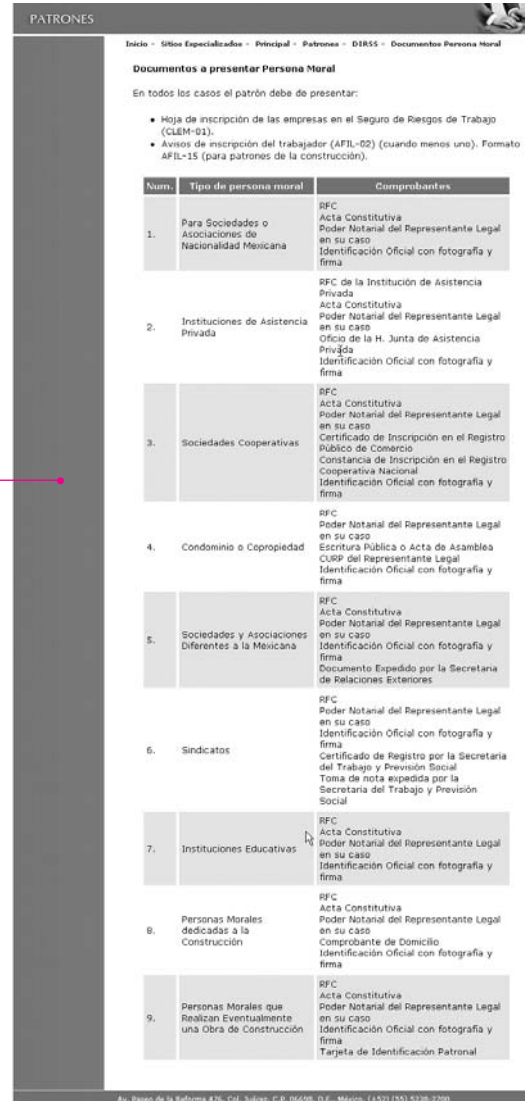 PATRONES
Inicio - Sitios Especializados - Principal - Patrones - DIRSS - Documentos Persona Moral
Documentos a presentar Persona Moral
En todos los casos el patrón debe de presentar:
• Hoja de inscripción de las empresas en el Seguro de Riesgos de Trabajo
(CLEM-01).
• Avisos de inscripción del trabajador (AFIL-02) (cuando menos uno). Formato
AFIL-15 (para patrones de la construcción).
Num. Tipo de persona moral Comprobantes
1.
Para Sociedades o
Asociaciones de
Nacionalidad Mexicana
RFC
Acta Constitutiva
Poder Notarial del Representante Legal
en su caso
Identificación Oficial con fotografía y
firma
2.
Instituciones de Asistencia
Privada
RFC de la Institución de Asistencia
Privada
Acta Constitutiva
Poder Notarial del Representante Legal
en su caso
Oficio de la H. Junta de Asistencia
Privada
Identificación Oficial con fotografía y
firma
3.
Sociedades Cooperativas
RFC
Acta Constitutiva
Poder Notarial del Representante Legal
en su caso
Certificado de Inscripción en el Registro
Público de Comercio
Constancia de Inscripción en el Registro
Cooperativa Nacional
Identificación Oficial con fotografía y
firma
4.
Condominio o Copropiedad
RFC
Poder Notarial del Representante Legal
en su caso
Escritura Pública o Acta de Asamblea
CURP del Representante Legal
Identificación Oficial con fotografía y
firma
5.
Sociedades y Asociaciones
Diferentes a la Mexicana
RFC
Acta Constitutiva
Poder Notarial del Representante Legal
en su caso
Identificación Oficial con fotografía y
firma
Documento Expedido por la Secretaria
de Relaciones Exteriores
6.
Sindicatos
RFC
Poder Notarial del Representante Legal
en su caso
Identificación Oficial con fotografía y
firma
Certificado de Registro por la Secretaria
del Trabajo y Previsión Social
Toma de nota expedida por la
Secretaria del Trabajo y Previsión
Social
7.
Instituciones Educativas
RFC
Acta Constitutiva
Poder Notarial del Representante Legal
en su caso
Identificación Oficial con fotografía y
firma
8.
Personas Morales
dedicadas a la
Construcción
RFC
Acta Constitutiva
Poder Notarial del Representante Legal
en su caso
Comprobante de Domicilio
Identificación Oficial con fotografía y
firma
9.
Personas Morales que
Realizan Eventualmente
una Obra de Construcción
RFC
Acta Constitutiva
Poder Notarial del Representante Legal
en su caso
Identificación Oficial con fotografía y
firma
Tarjeta de Identificación Patronal
Av. Paseo de la Reforma 476, Col. Juárez, C.P. 06698, D.F., México, (+52) (55) 5238-2700